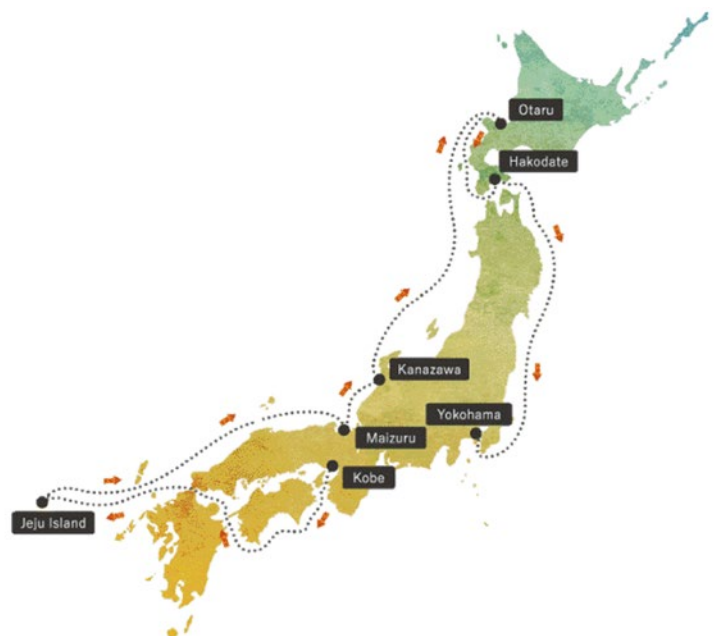 Otaru
Hakodate
Kanazawa
Yokohama
Maizuru
Kobe
Jeju Island